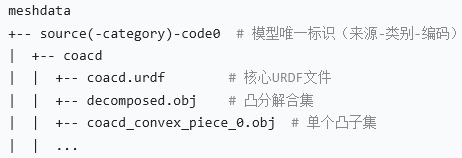 meshdata
+-- source(-category)-code0  # 模型唯一标识（来源-类别-编码）
|  +-- coacd
|  |  +-- coacd.urdf         # 核心URDF文件
|  |  +-- decomposed.obj    # 凸分解合集
|  |  +-- coacd_convex_piece_0.obj  # 单个凸子集
|  |  ...